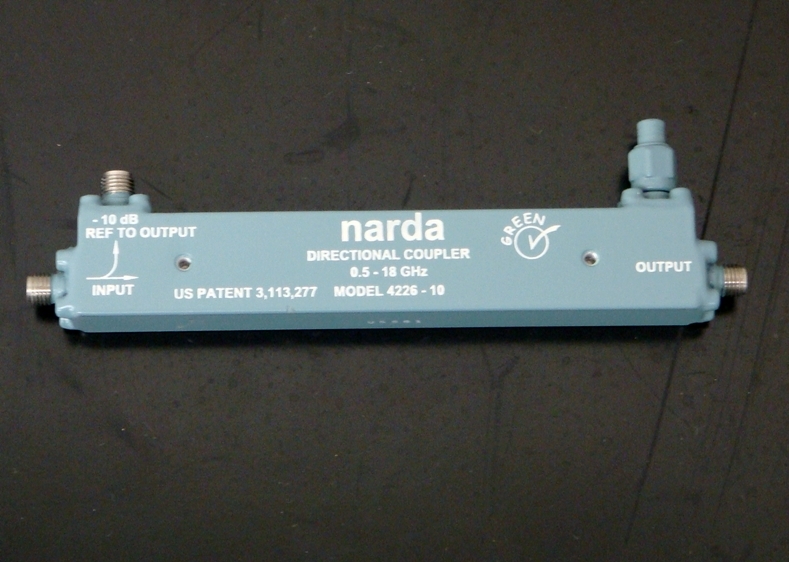 - 10 dB
REF TO OUTPUT
INPUT
narda
DIRECTIONAL COUPLER
0.5 - 18 GHz
US PATENT 3,113,277 MODEL 4226 - 10
GREEN
OUTPUT